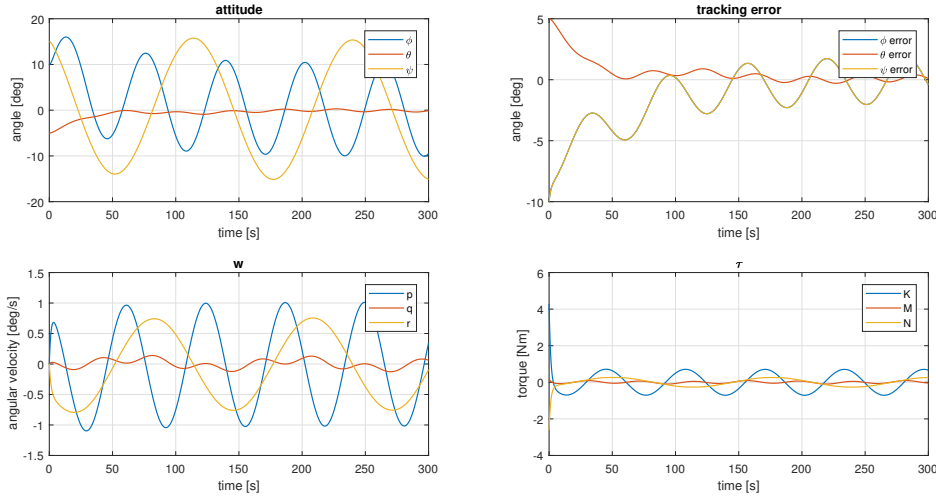 attitude
20
10
0
-10
-20
angle [deg]
0 50 100 150 200 250 300
time [s]
ϕ
θ
ψ
tracking error
5
0
-5
-10
angle [deg]
0 50 100 150 200 250 300
time [s]
ϕ error
θ error
ψ error
w
1.5
1
0.5
0
-0.5
-1
-1.5
angular velocity [deg/s]
0 50 100 150 200 250 300
time [s]
p
q
r
τ
6
4
2
0
-2
-4
torque [Nm]
0 50 100 150 200 250 300
time [s]
K
M
N